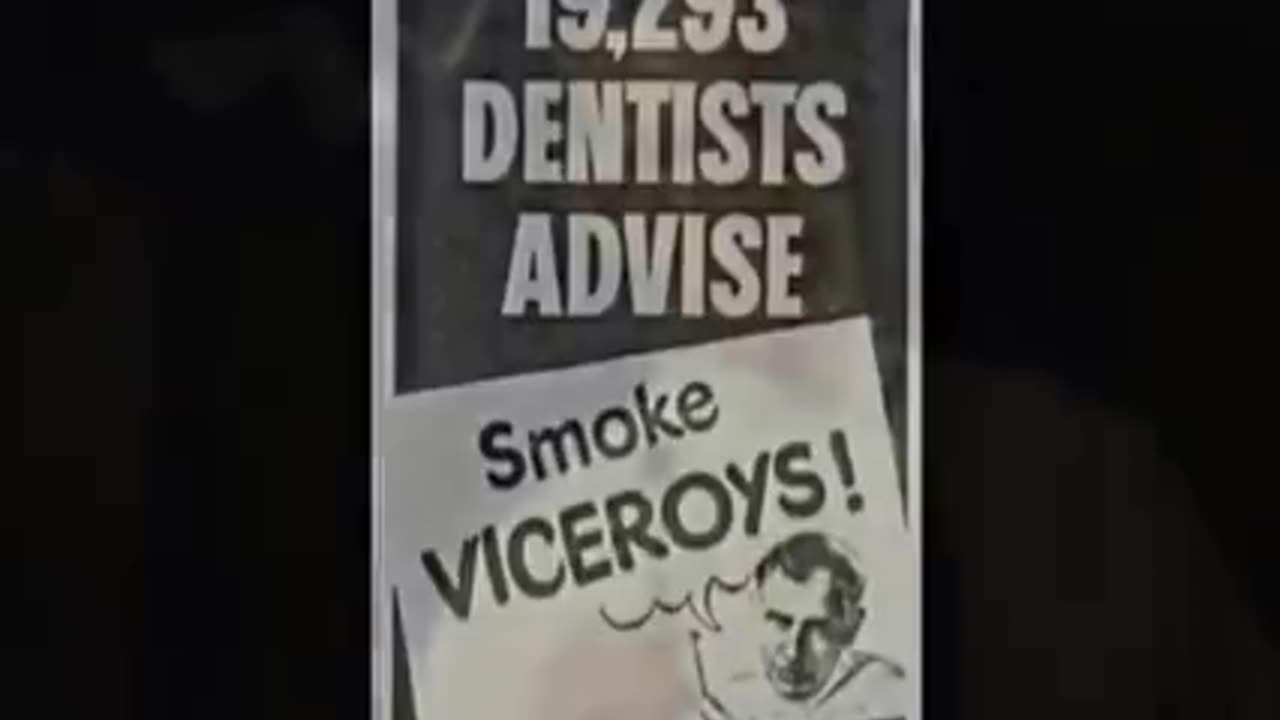 19,293
DENTISTS
ADVISE
Smoke
VICEROYS!